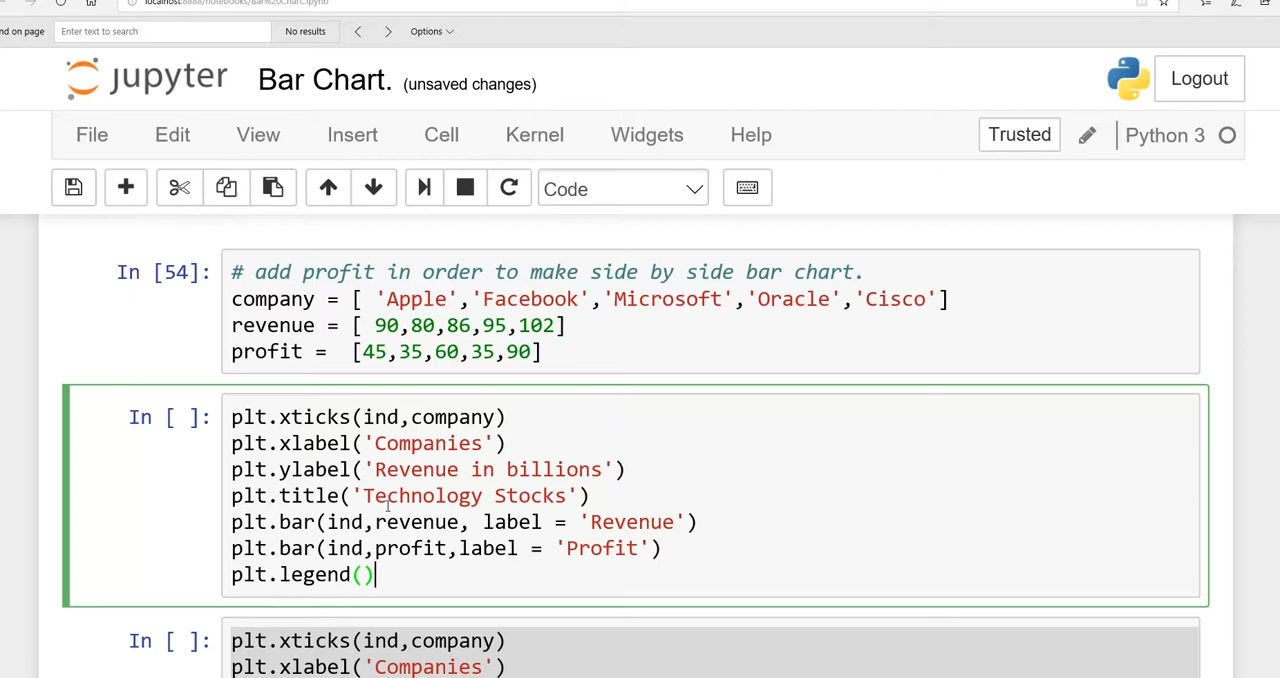 localhost:8888/notebooks/Bar%20Chart.ipynb
nd on page Enter text to search No results Options
jupyter Bar Chart. (unsaved changes) Logout
File Edit View Insert Cell Kernel Widgets Help Trusted Python 3
Code
In [54]: # add profit in order to make side by side bar chart.
company = [ 'Apple','Facebook','Microsoft','Oracle','Cisco']
revenue = [ 90,80,86,95,102]
profit =  [45,35,60,35,90]
In [ ]: plt.xticks(ind,company)
plt.xlabel('Companies')
plt.ylabel('Revenue in billions')
plt.title('Technology Stocks')
plt.bar(ind,revenue, label = 'Revenue')
plt.bar(ind,profit,label = 'Profit')
plt.legend()
In [ ]: plt.xticks(ind,company)
plt.xlabel('Companies')